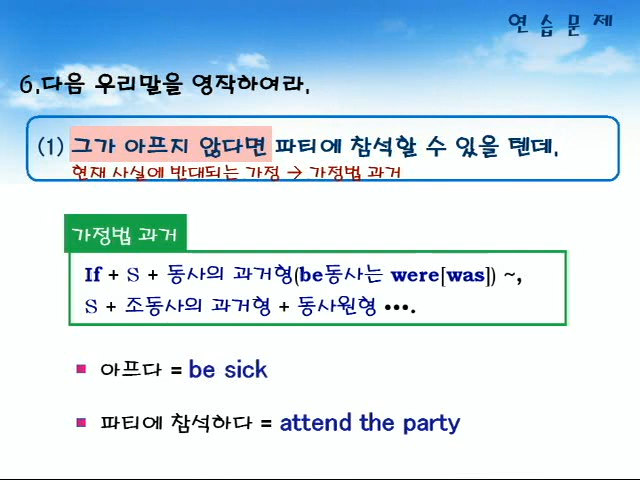 연 습 문 제
6.다음 우리말을 영작하여라.
(1) 그가 아프지 않다면 파티에 참석할 수 있을 텐데.
현재 사실에 반대되는 가정 → 가정법 과거
가정법 과거
If + S + 동사의 과거형(be동사는 were[was]) ~,
S + 조동사의 과거형 + 동사원형 •••.
아프다 = be sick
파티에 참석하다 = attend the party